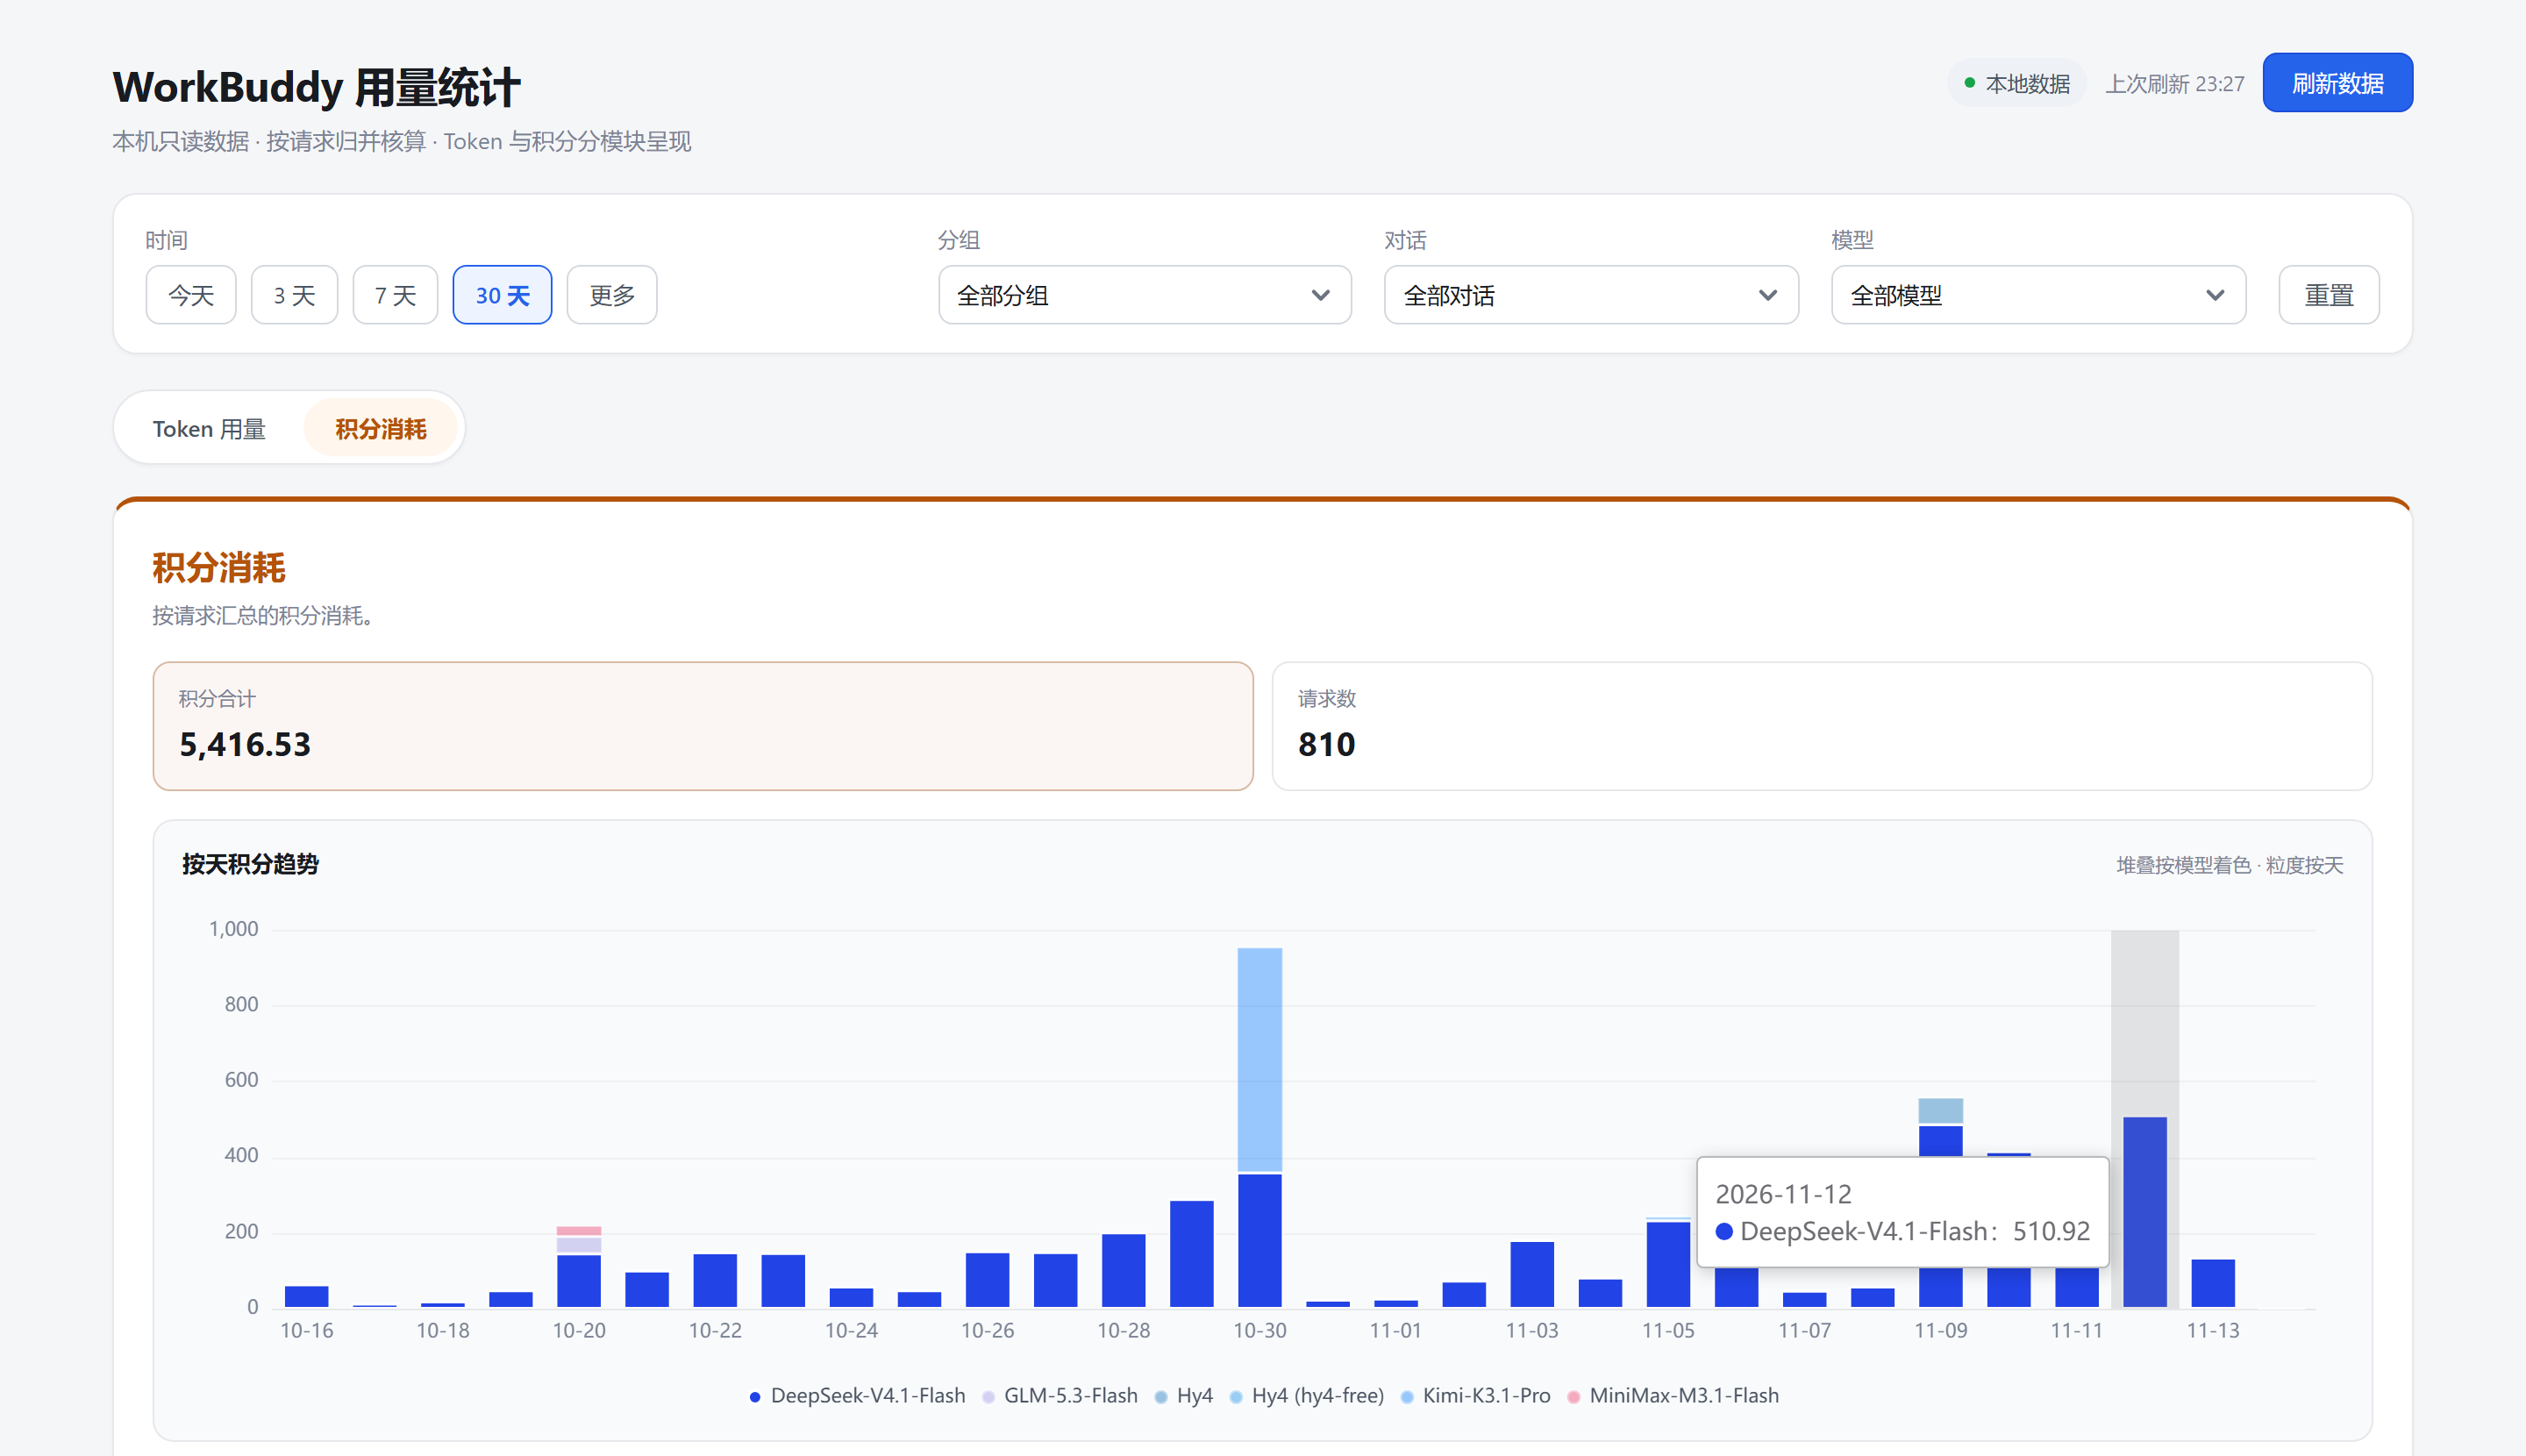 WorkBuddy 用量统计
本地数据
上次刷新 23:27
刷新数据
本机只读数据 · 按请求归并核算 · Token 与积分分模块呈现
时间
分组
对话
模型
今天
3 天
7 天
30 天
更多
全部分组
全部对话
全部模型
重置
Token 用量
积分消耗
积分消耗
按请求汇总的积分消耗。
积分合计
5,416.53
请求数
810
按天积分趋势
堆叠按模型着色 · 粒度按天
1,000
800
600
400
200
0
2026-11-12
DeepSeek-V4.1-Flash： 510.92
10-16
10-18
10-20
10-22
10-24
10-26
10-28
10-30
11-01
11-03
11-05
11-07
11-09
11-11
11-13
DeepSeek-V4.1-Flash
GLM-5.3-Flash
Hy4
Hy4 (hy4-free)
Kimi-K3.1-Pro
MiniMax-M3.1-Flash